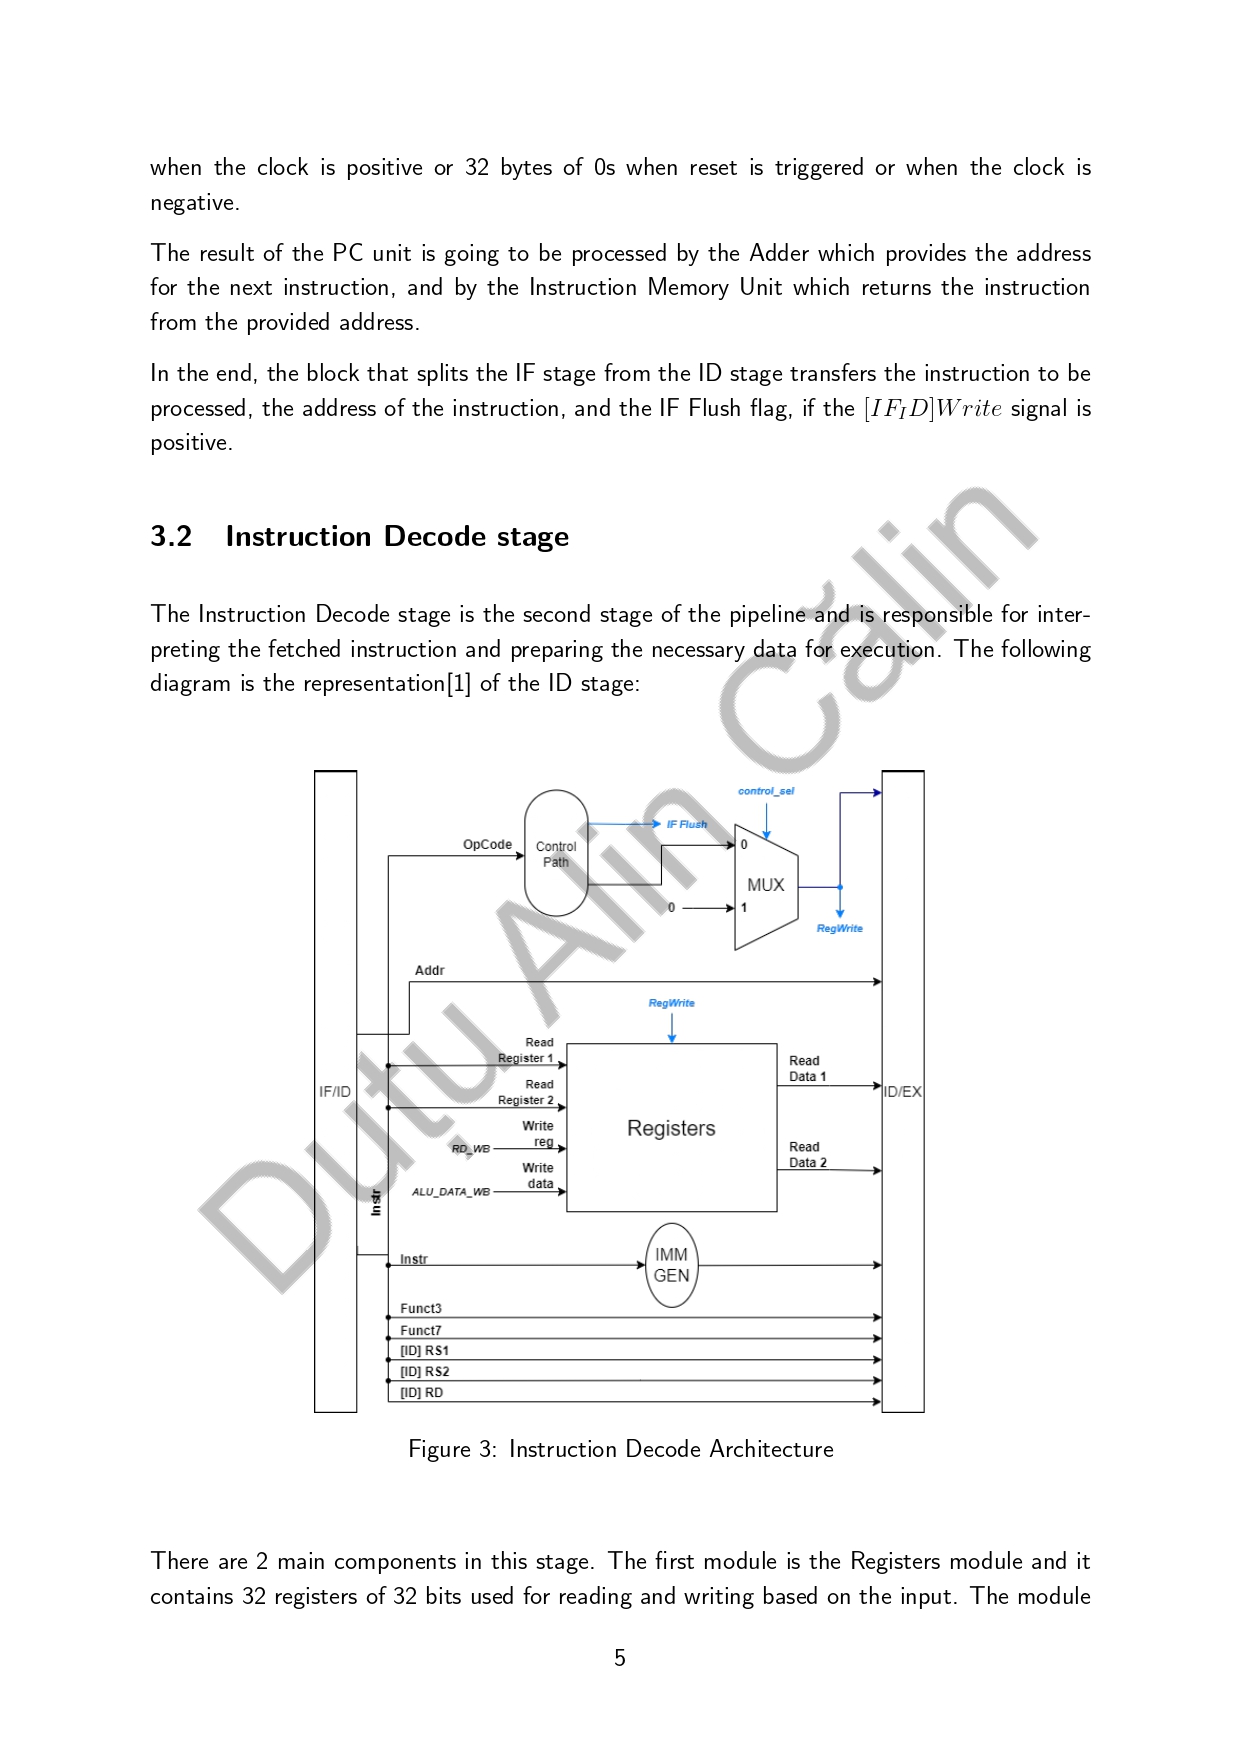 when the clock is positive or 32 bytes of 0s when reset is triggered or when the clock is
negative.
The result of the PC unit is going to be processed by the Adder which provides the address
for the next instruction, and by the Instruction Memory Unit which returns the instruction
from the provided address.
In the end, the block that splits the IF stage from the ID stage transfers the instruction to be
processed, the address of the instruction, and the IF Flush flag, if the [IF_ID]Write signal is
positive.
3.2 Instruction Decode stage
The Instruction Decode stage is the second stage of the pipeline and is responsible for inter-
preting the fetched instruction and preparing the necessary data for execution. The following
diagram is the representation[1] of the ID stage:
Duțu Alin Călin
control_sel
IF Flush
OpCode
Control
Path
0
MUX
0
1
RegWrite
Addr
RegWrite
Read
Register 1
Read
Data 1
Read
Register 2
IF/ID
ID/EX
Write
reg
Registers
RD_WB
Read
Data 2
Write
data
ALU_DATA_WB
Instr
Instr
IMM
GEN
Funct3
Funct7
[ID] RS1
[ID] RS2
[ID] RD
Figure 3: Instruction Decode Architecture
There are 2 main components in this stage. The first module is the Registers module and it
contains 32 registers of 32 bits used for reading and writing based on the input. The module
5